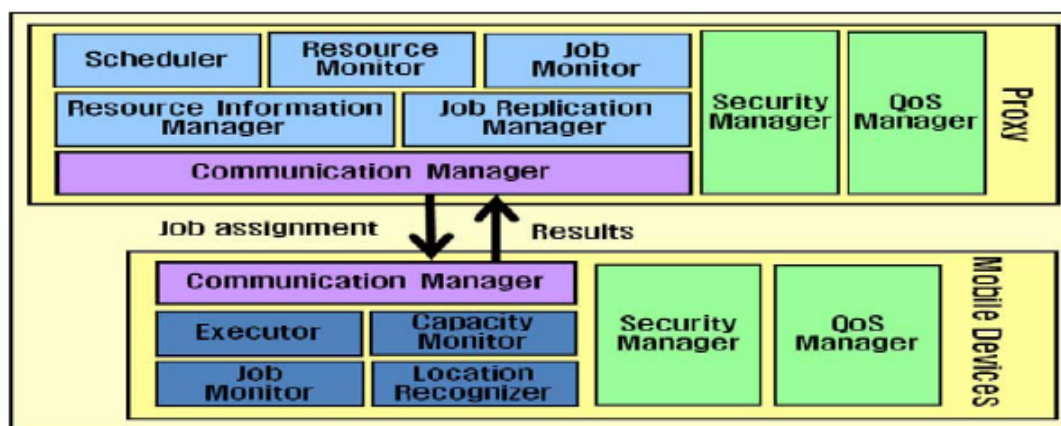 Scheduler
Resource
Monitor
Job
Monitor
Resource Information
Manager
Job Replication
Manager
Communication Manager
Security
Manager
QoS
Manager
Proxy
Job assignment
Results
Communication Manager
Executor
Capacity
Monitor
Job
Monitor
Location
Recognizer
Security
Manager
QoS
Manager
Mobile Devices